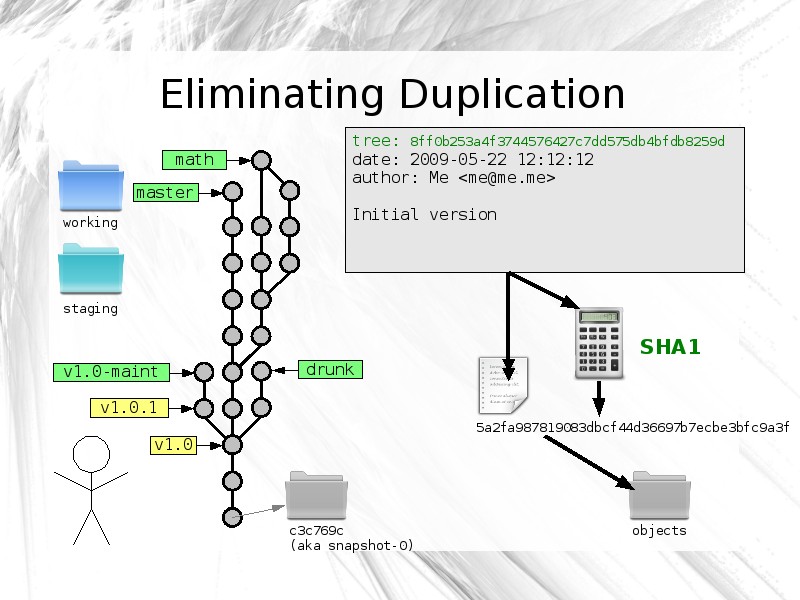 Eliminating Duplication
tree: 8ff0b253a4f3744576427c7dd575db4bfdb8259d
date: 2009-05-22 12:12:12
author: Me <me@me.me>
Initial version
math
master
working
staging
v1.0-maint
drunk
v1.0.1
v1.0
SHA1
5a2fa987819083dbcf44d36697b7ecbe3bfc9a3f
c3c769c
(aka snapshot-0)
objects